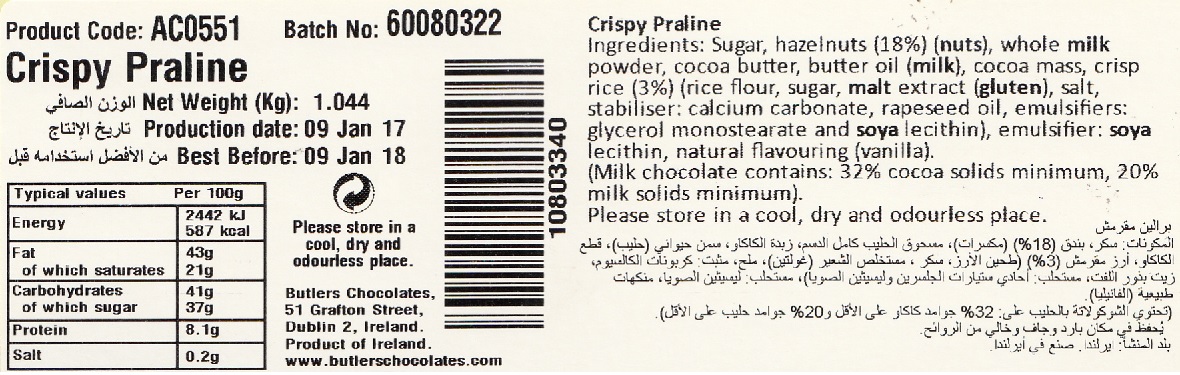 Product Code: AC0551 Batch No: 60080322
Crispy Praline
الوزن الصافي Net Weight (Kg): 1.044
تاريخ الإنتاج Production date: 09 Jan 17
من الأفضل استخدامه قبل Best Before: 09 Jan 18
Typical values Per 100g
Energy 2442 kJ
587 kcal
Fat 43g
of which saturates 21g
Carbohydrates 41g
of which sugar 37g
Protein 8.1g
Salt 0.2g
Please store in a
cool, dry and
odourless place.
Butlers Chocolates,
51 Grafton Street,
Dublin 2, Ireland.
Product of Ireland.
www.butlerschocolates.com
10803340
Crispy Praline
Ingredients: Sugar, hazelnuts (18%) (nuts), whole milk
powder, cocoa butter, butter oil (milk), cocoa mass, crisp
rice (3%) (rice flour, sugar, malt extract (gluten), salt,
stabiliser: calcium carbonate, rapeseed oil, emulsifiers:
glycerol monostearate and soya lecithin), emulsifier: soya
lecithin, natural flavouring (vanilla).
(Milk chocolate contains: 32% cocoa solids minimum, 20%
milk solids minimum).
Please store in a cool, dry and odourless place.
برالين مقرمش
المكونات: سكر، بندق (18%) (مكسرات)، مسحوق الحليب كامل الدسم، زبدة الكاكاو، سمن حيواني (حليب)، قطع
الكاكاو، أرز مقرمش (3%) (طحين الأرز، سكر، مستخلص الشعير (غولتين)، ملح، مثبت: كربونات الكالسيوم،
زيت بذور اللفت، مستحلب: أحادي ستيارات الجلسرين وليسيثين الصويا)، مستحلب: ليسيثين الصويا، منكهات
طبيعية (الفانيليا).
(تحتوي الشوكولاتة بالحليب على: 32% جوامد كاكاو على الأقل و20% جوامد حليب على الأقل).
يُحفظ في مكان بارد وجاف وخالي من الروائح.
بلد المنشأ: ايرلندا. صنع في أيرلندا.